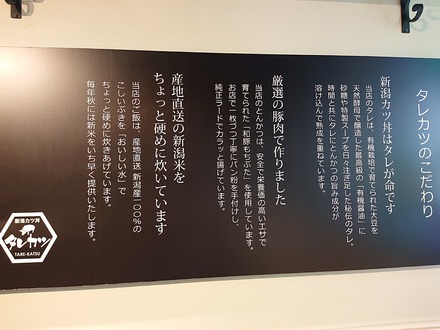 タレカツのこだわり
新潟カツ丼はタレが命です
当店のタレは、有機栽培で育てられた大豆を
天然酵母で醸造した最高級の「有機醤油」に
砂糖や特製スープを日々注ぎ足した秘伝のタレ。
時間と共にタレにとんかつの旨み成分が
溶け込んで熟成を重ねています。
厳選の豚肉で作りました
当店のとんかつは、安全で栄養価の高いエサで
育てられた「和豚もちぶた」を使用しています。
お店で一枚づつ丁寧にパン粉を手付けし、
純正ラードでカラッと揚げています。
産地直送の新潟米を
ちょっと硬めに炊いています
当店のご飯は、産地直送 新潟産100%の
こしいぶきを「おいしい水」で
ちょっと硬めに炊きあげています。
毎年秋には新米をいち早く提供いたします。
新潟カツ丼
タレカツ
TARE-KATSU